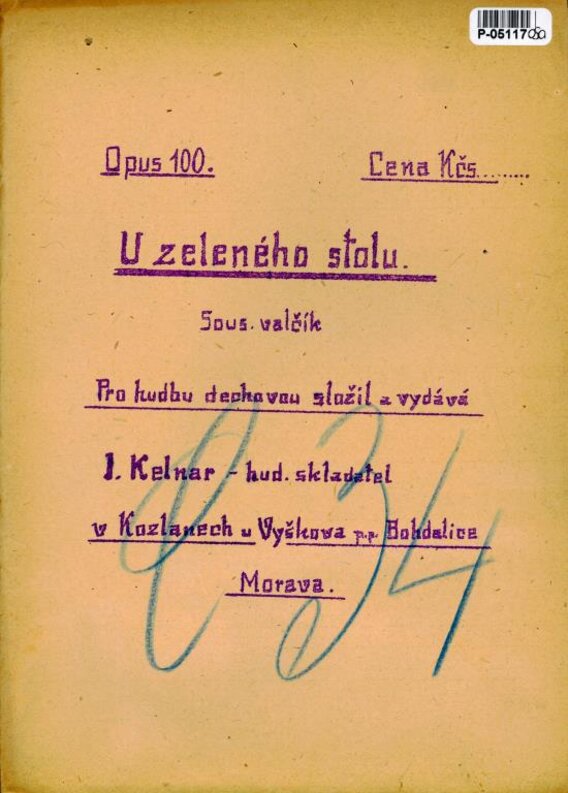 P-05117
Opus 100.
Cena Kčs.........
U zeleného stolu.
Sous. valčík
Pro hudbu dechovou složil a vydává
J. Kelnar - hud. skladatel
v Kozlanech u Vyškova p.p. Bohdalice
Morava.
34